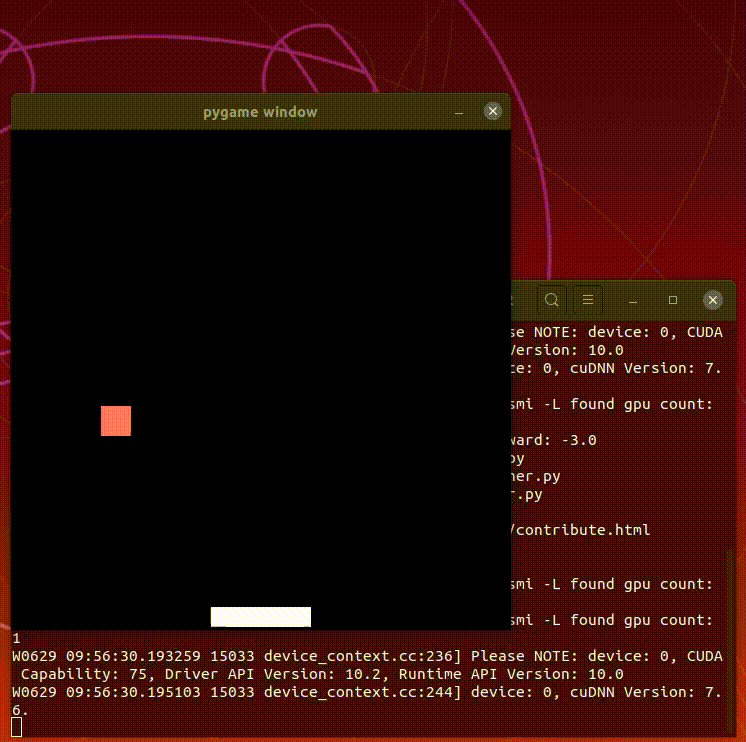 pygame window
se NOTE: device: 0, CUDA
Version: 10.0
ce: 0, cuDNN Version: 7.
smi -L found gpu count:
ward: -3.0
py
ner.py
r.py
/contribute.html
smi -L found gpu count:
smi -L found gpu count:
1
W0629 09:56:30.193259 15033 device_context.cc:236] Please NOTE: device: 0, CUDA
Capability: 75, Driver API Version: 10.2, Runtime API Version: 10.0
W0629 09:56:30.195103 15033 device_context.cc:244] device: 0, cuDNN Version: 7.
6.